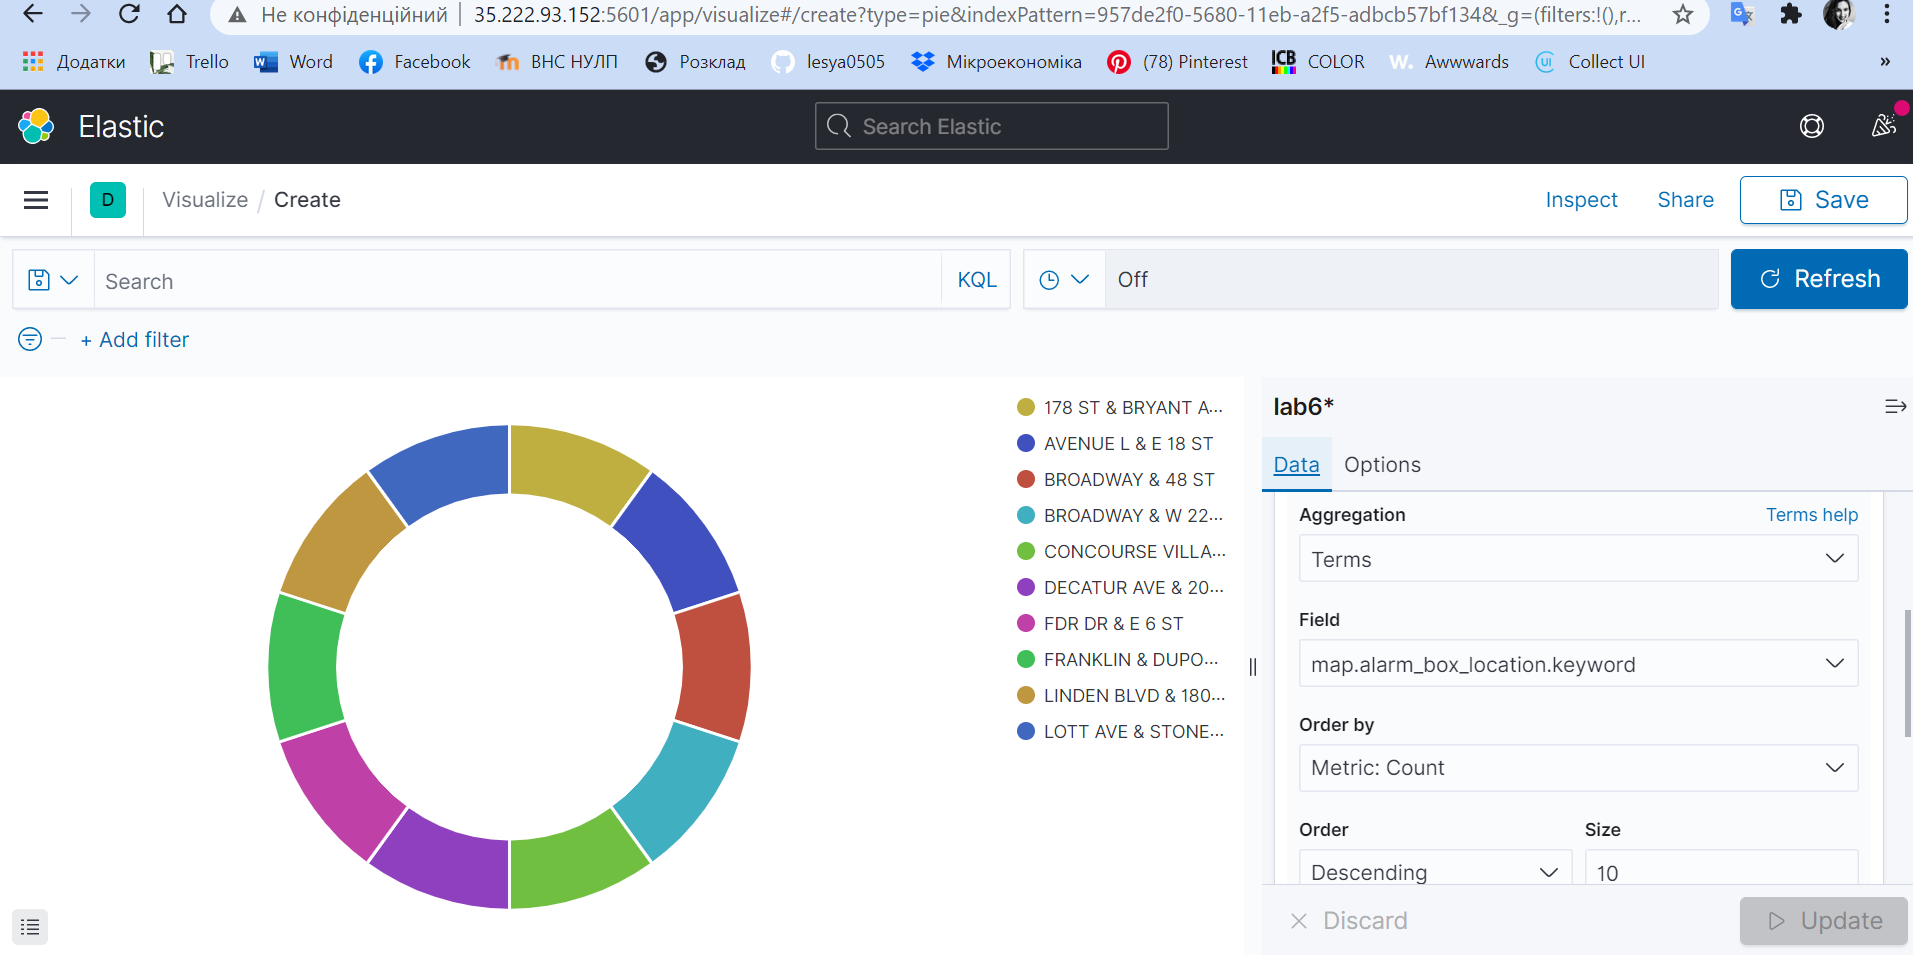 Не конфіденційний
35.222.93.152:5601/app/visualize#/create?type=pie&indexPattern=957de2f0-5680-11eb-a2f5-adbcb57bf134&_g=(filters:!(),r...
Додатки
Trello
Word
Facebook
ВНС НУЛП
Розклад
lesya0505
Мікроекономіка
(78) Pinterest
ICB
COLOR
W.
Awwwards
UI
Collect UI
»
Elastic
Search Elastic
D
Visualize / Create
Inspect
Share
Save
Search
KQL
Off
Refresh
+ Add filter
178 ST & BRYANT A...
AVENUE L & E 18 ST
BROADWAY & 48 ST
BROADWAY & W 22...
CONCOURSE VILLA...
DECATUR AVE & 20...
FDR DR & E 6 ST
FRANKLIN & DUPO...
LINDEN BLVD & 180...
LOTT AVE & STONE...
lab6*
Data
Options
Aggregation
Terms help
Terms
Field
map.alarm_box_location.keyword
Order by
Metric: Count
Order
Size
Descending
10
Discard
Update